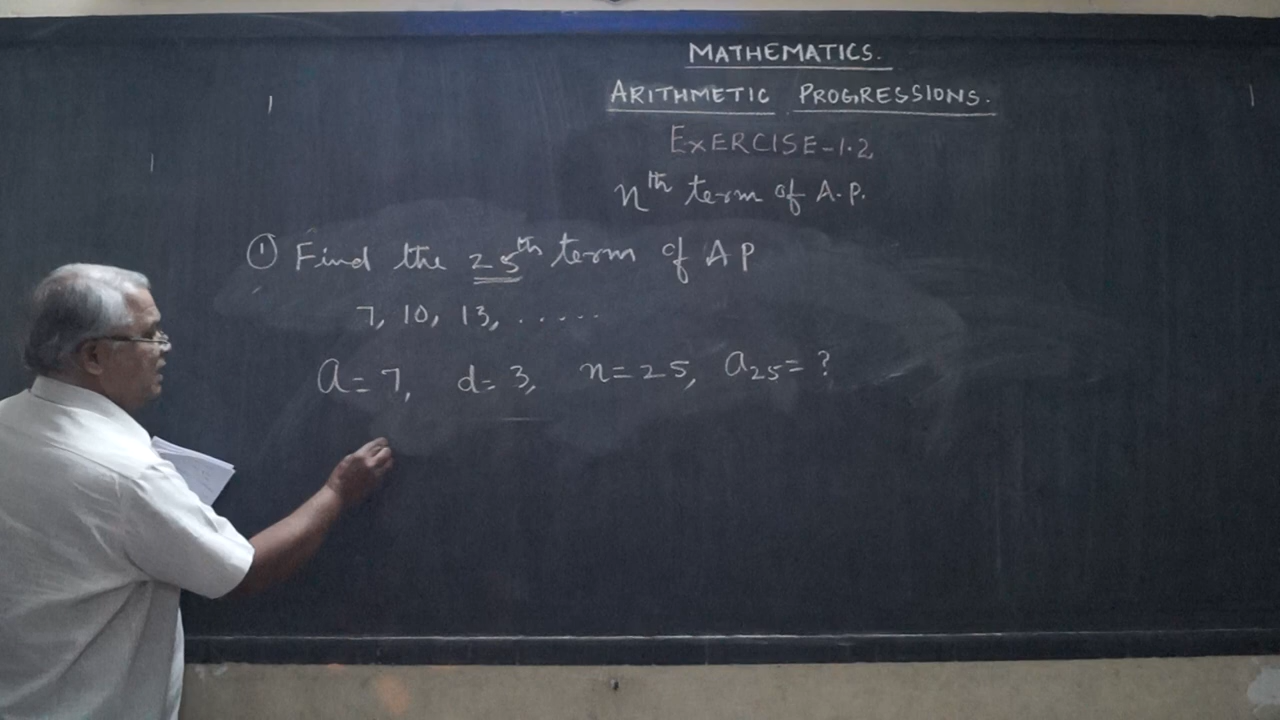 MATHEMATICS.
ARITHMETIC PROGRESSIONS.
EXERCISE-1.2
nth term of A.P.
① Find the 25th term of AP
7, 10, 13, .....
a=7, d=3, n=25, a25=?